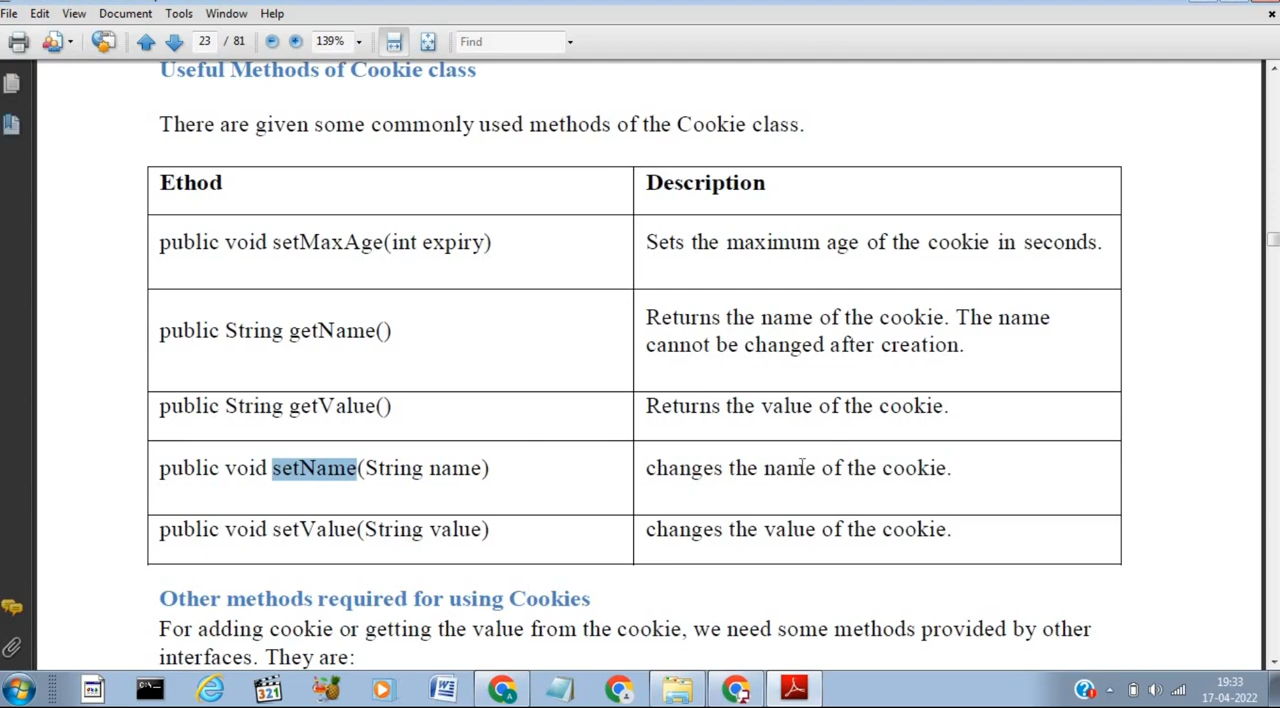 File Edit View Document Tools Window Help
23 / 81 139% Find
Useful Methods of Cookie class
There are given some commonly used methods of the Cookie class.
Ethod Description
public void setMaxAge(int expiry) Sets the maximum age of the cookie in seconds.
public String getName() Returns the name of the cookie. The name
cannot be changed after creation.
public String getValue() Returns the value of the cookie.
public void setName(String name) changes the name of the cookie.
public void setValue(String value) changes the value of the cookie.
Other methods required for using Cookies
For adding cookie or getting the value from the cookie, we need some methods provided by other
interfaces. They are:
321
19:33
17-04-2022